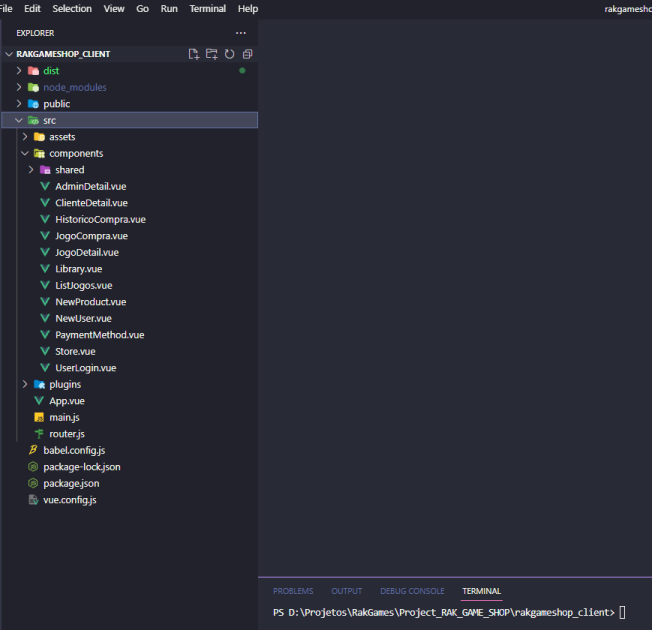 File Edit Selection View Go Run Terminal Help rakgamesho
EXPLORER
RAKGAMESHOP_CLIENT
dist
node_modules
public
src
assets
components
shared
AdminDetail.vue
ClienteDetail.vue
HistoricoCompra.vue
JogoCompra.vue
JogoDetail.vue
Library.vue
ListJogos.vue
NewProduct.vue
NewUser.vue
PaymentMethod.vue
Store.vue
UserLogin.vue
plugins
App.vue
main.js
router.js
babel.config.js
package-lock.json
package.json
vue.config.js
PROBLEMS OUTPUT DEBUG CONSOLE TERMINAL
PS D:\Projetos\RakGames\Project_RAK_GAME_SHOP\rakgameshop_client>